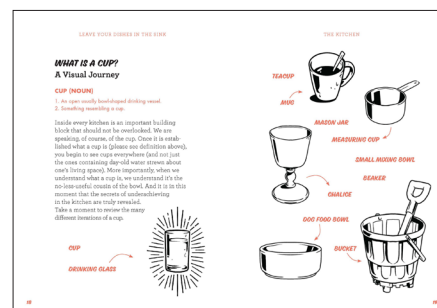 LEAVE YOUR DISHES IN THE SINK
WHAT IS A CUP?
A Visual Journey
CUP (NOUN)
1. An open usually bowl-shaped drinking vessel.
2. Something resembling a cup.
Inside every kitchen is an important building
block that should not be overlooked. We are
speaking, of course, of the cup. Once it is estab-
lished what a cup is (please see definition above),
you begin to see cups everywhere (and not just
the ones containing day-old water strewn about
one's living space). More importantly, when we
understand what a cup is, we understand it's the
no-less-useful cousin of the bowl. And it is in this
moment that the secrets of underachieving
in the kitchen are truly revealed.
Take a moment to review the many
different iterations of a cup.
CUP
DRINKING GLASS
THE KITCHEN
TEACUP
MUG
MASON JAR
MEASURING CUP
SMALL MIXING BOWL
BEAKER
CHALICE
DOG FOOD BOWL
BUCKET